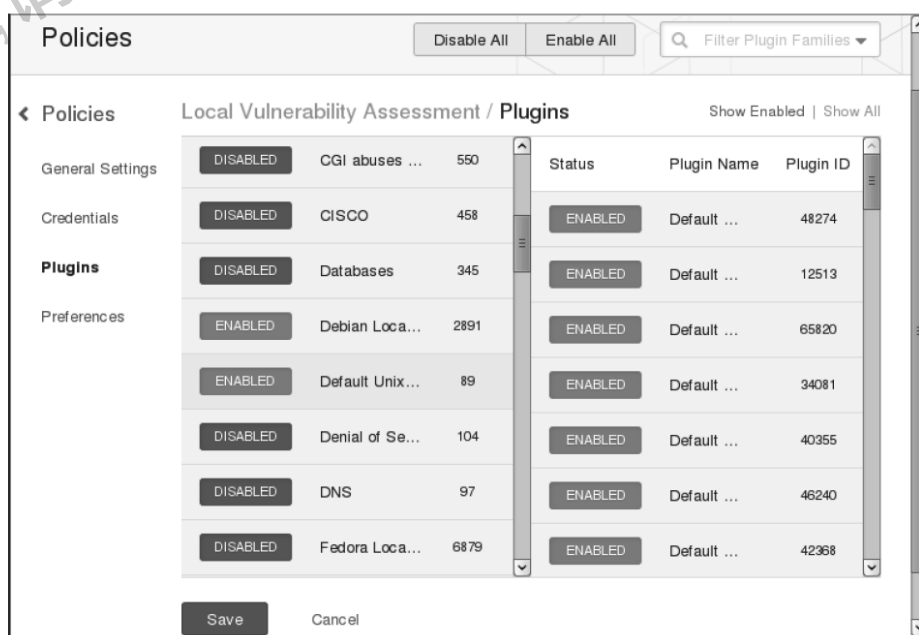 Policies
Disable All
Enable All
Filter Plugin Families
Policies
General Settings
Credentials
Plugins
Preferences
Local Vulnerability Assessment / Plugins
Show Enabled | Show All
DISABLED CGI abuses ... 550
DISABLED CISCO 458
DISABLED Databases 345
ENABLED Debian Loca... 2891
ENABLED Default Unix... 89
DISABLED Denial of Se... 104
DISABLED DNS 97
DISABLED Fedora Loca... 6879
Status Plugin Name Plugin ID
ENABLED Default ... 48274
ENABLED Default ... 12513
ENABLED Default ... 65820
ENABLED Default ... 34081
ENABLED Default ... 40355
ENABLED Default ... 46240
ENABLED Default ... 42368
Save
Cancel